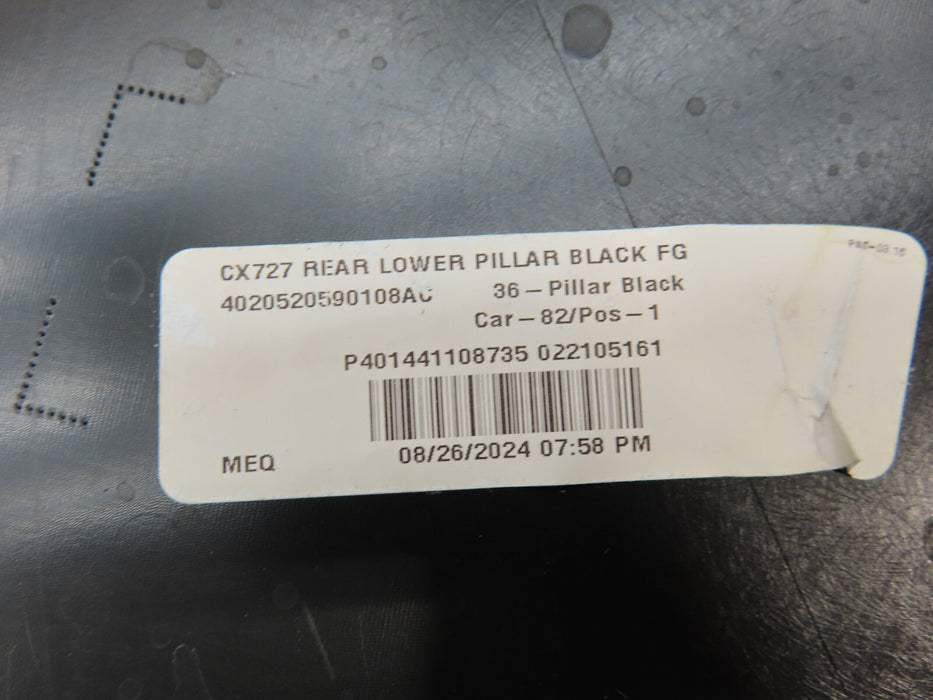 CX727 REAR LOWER PILLAR BLACK FG
4020520590108AC 36-Pillar Black
Car-82/Pos-1
P401441108735 022105161
MEQ 08/26/2024 07:58 PM